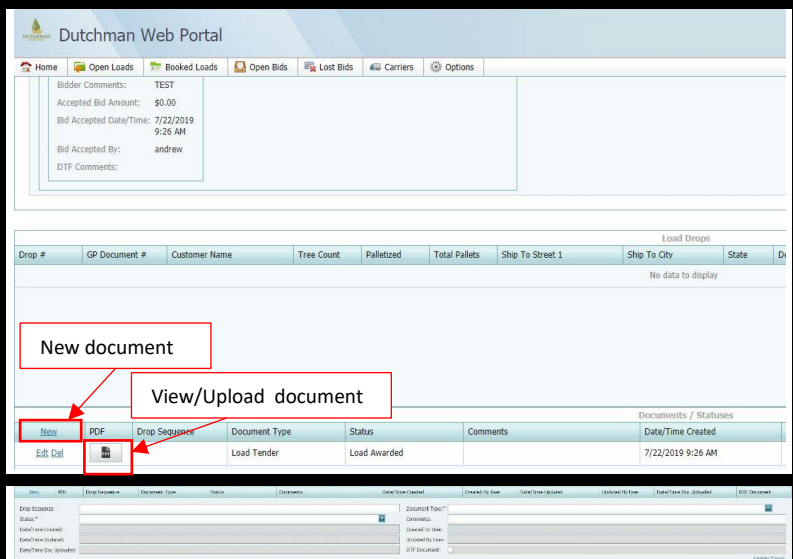 DUTCHMAN
Dutchman Web Portal
Home Open Loads Booked Loads Open Bids Lost Bids Carriers Options
Bidder Comments: TEST
Accepted Bid Amount: $0.00
Bid Accepted Date/Time: 7/22/2019
9:26 AM
Bid Accepted By: andrew
DTF Comments:
Load Drops
Drop # GP Document # Customer Name Tree Count Palletized Total Pallets Ship To Street 1 Ship To City State
No data to display
New document
View/Upload document
Documents / Statuses
New PDF Drop Sequence Document Type Status Comments Date/Time Created
Edt Del Load Tender Load Awarded 7/22/2019 9:26 AM
New PDF Drop Sequence Document Type Status Comments Date/Time Created Created By User Date/Time Updated Updated By User Date/Time Doc Uploaded DTF Document
Drop Sequence: Document Type:*
Status:* Comments:
Date/Time Created: Created By User:
Date/Time Updated: Updated By User:
Date/Time Doc Uploaded: DTF Document:
Update Cancel